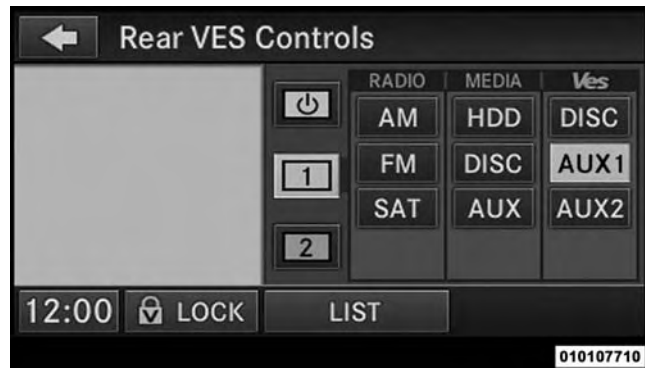 Rear VES Controls
RADIO MEDIA Ves
AM HDD DISC
1 FM DISC AUX1
SAT AUX AUX2
2
12:00 LOCK LIST
010107710